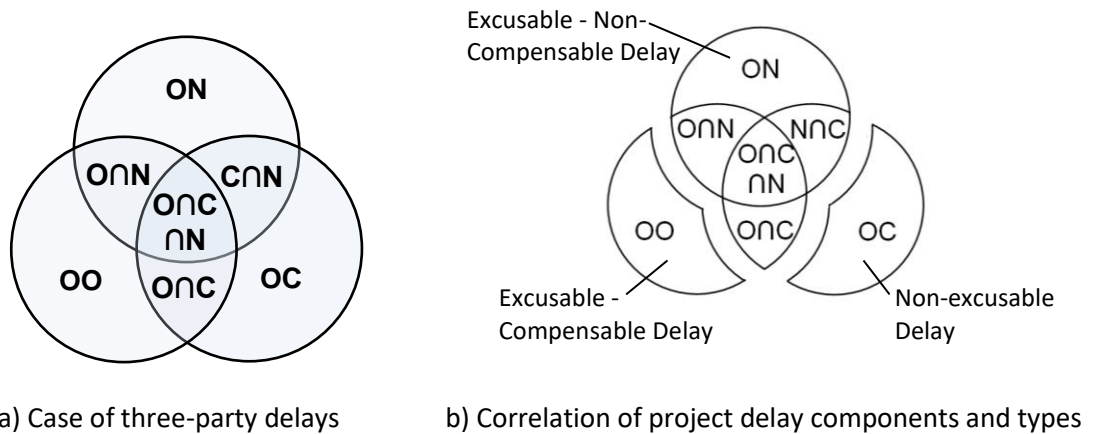 ON
O∩N
C∩N
O∩C
∩N
OO
O∩C
OC
a) Case of three-party delays
Excusable - Non-
Compensable Delay
ON
O∩N
N∩C
O∩C
∩N
OO
O∩C
OC
Excusable -
Compensable Delay
Non-excusable
Delay
b) Correlation of project delay components and types